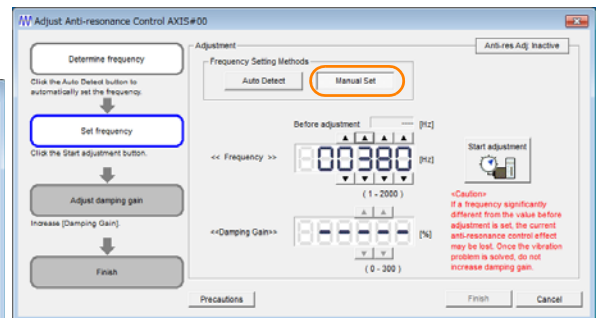 Adjust Anti-resonance Control AXIS#00
Determine frequency
Click the Auto Detect button to
automatically set the frequency.
Set frequency
Click the Start adjustment button.
Adjust damping gain
Increase [Damping Gain].
Finish
Adjustment
Anti-res Adj: Inactive
Frequency Setting Methods
Auto Detect
Manual Set
Before adjustment
--- [Hz]
<< Frequency >>
00380
[Hz]
(1 - 2000 )
Start adjustment
<<Damping Gain>>
-----
[%]
( 0 - 300 )
<Caution>
If a frequency significantly
different from the value before
adjustment is set, the current
anti-resonance control effect
may be lost. Once the vibration
problem is solved, do not
increase damping gain.
Precautions
Finish
Cancel